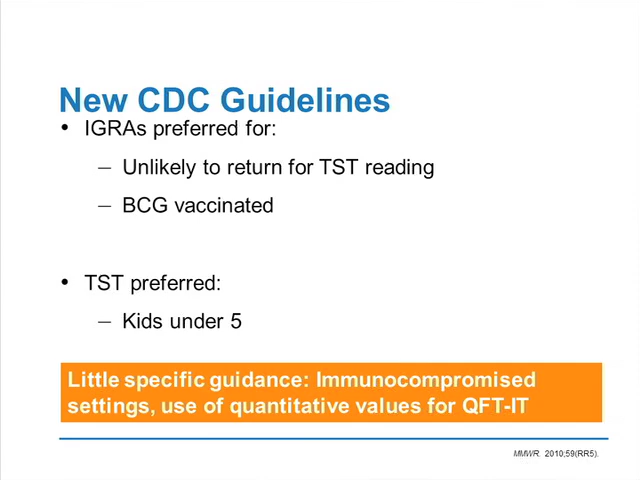 New CDC Guidelines
• IGRAs preferred for:
– Unlikely to return for TST reading
– BCG vaccinated
• TST preferred:
– Kids under 5
Little specific guidance: Immunocompromised
settings, use of quantitative values for QFT-IT
MMWR. 2010;59(RR5).